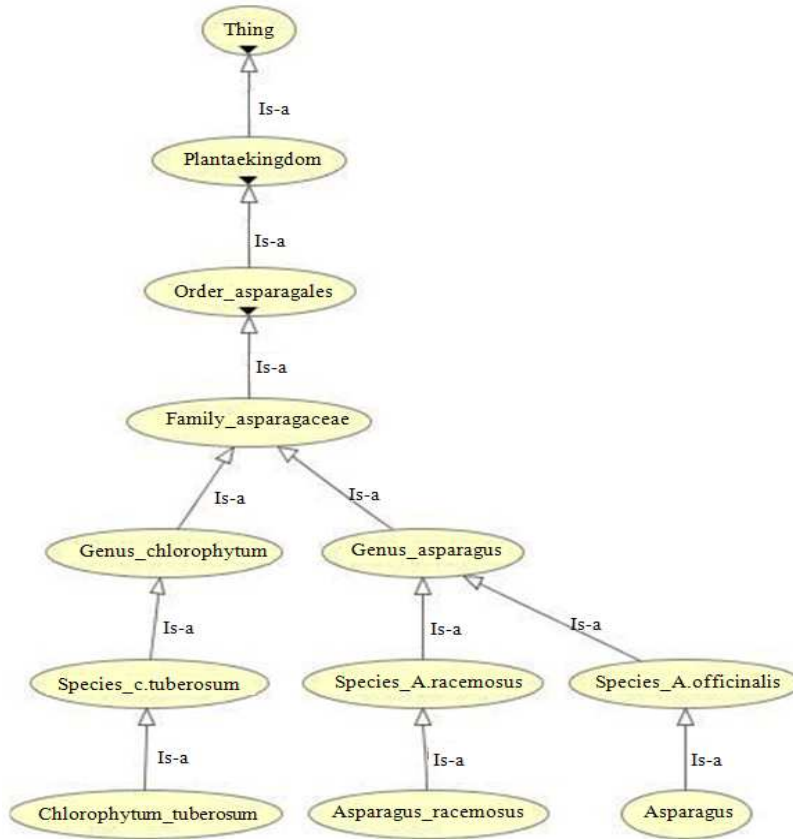 Thing
Is-a
Plantaekingdom
Is-a
Order_asparagales
Is-a
Family_asparagaceae
Is-a
Is-a
Genus_chlorophytum
Genus_asparagus
Is-a
Is-a
Is-a
Species_c.tuberosum
Species_A.racemosus
Species_A.officinalis
Is-a
Is-a
Is-a
Chlorophytum_tuberosum
Asparagus_racemosus
Asparagus